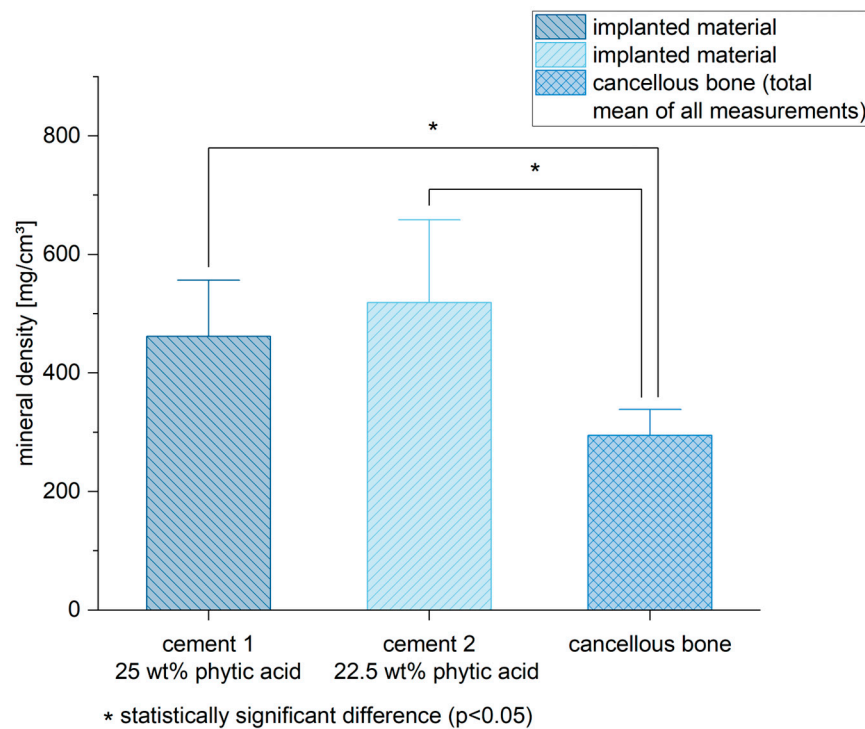 implanted material
implanted material
cancellous bone (total
mean of all measurements)
mineral density [mg/cm³]
800
600
400
200
0
*
*
cement 1
25 wt% phytic acid
cement 2
22.5 wt% phytic acid
cancellous bone
* statistically significant difference (p<0.05)